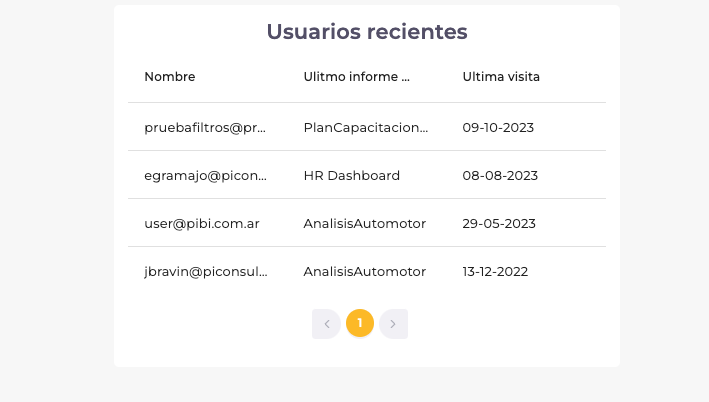 Usuarios recientes
Nombre Ulitmo informe ... Ultima visita
pruebafiltros@pr... PlanCapacitacion... 09-10-2023
egramajo@picon... HR Dashboard 08-08-2023
user@pibi.com.ar AnalisisAutomotor 29-05-2023
jbravin@piconsul... AnalisisAutomotor 13-12-2022
1